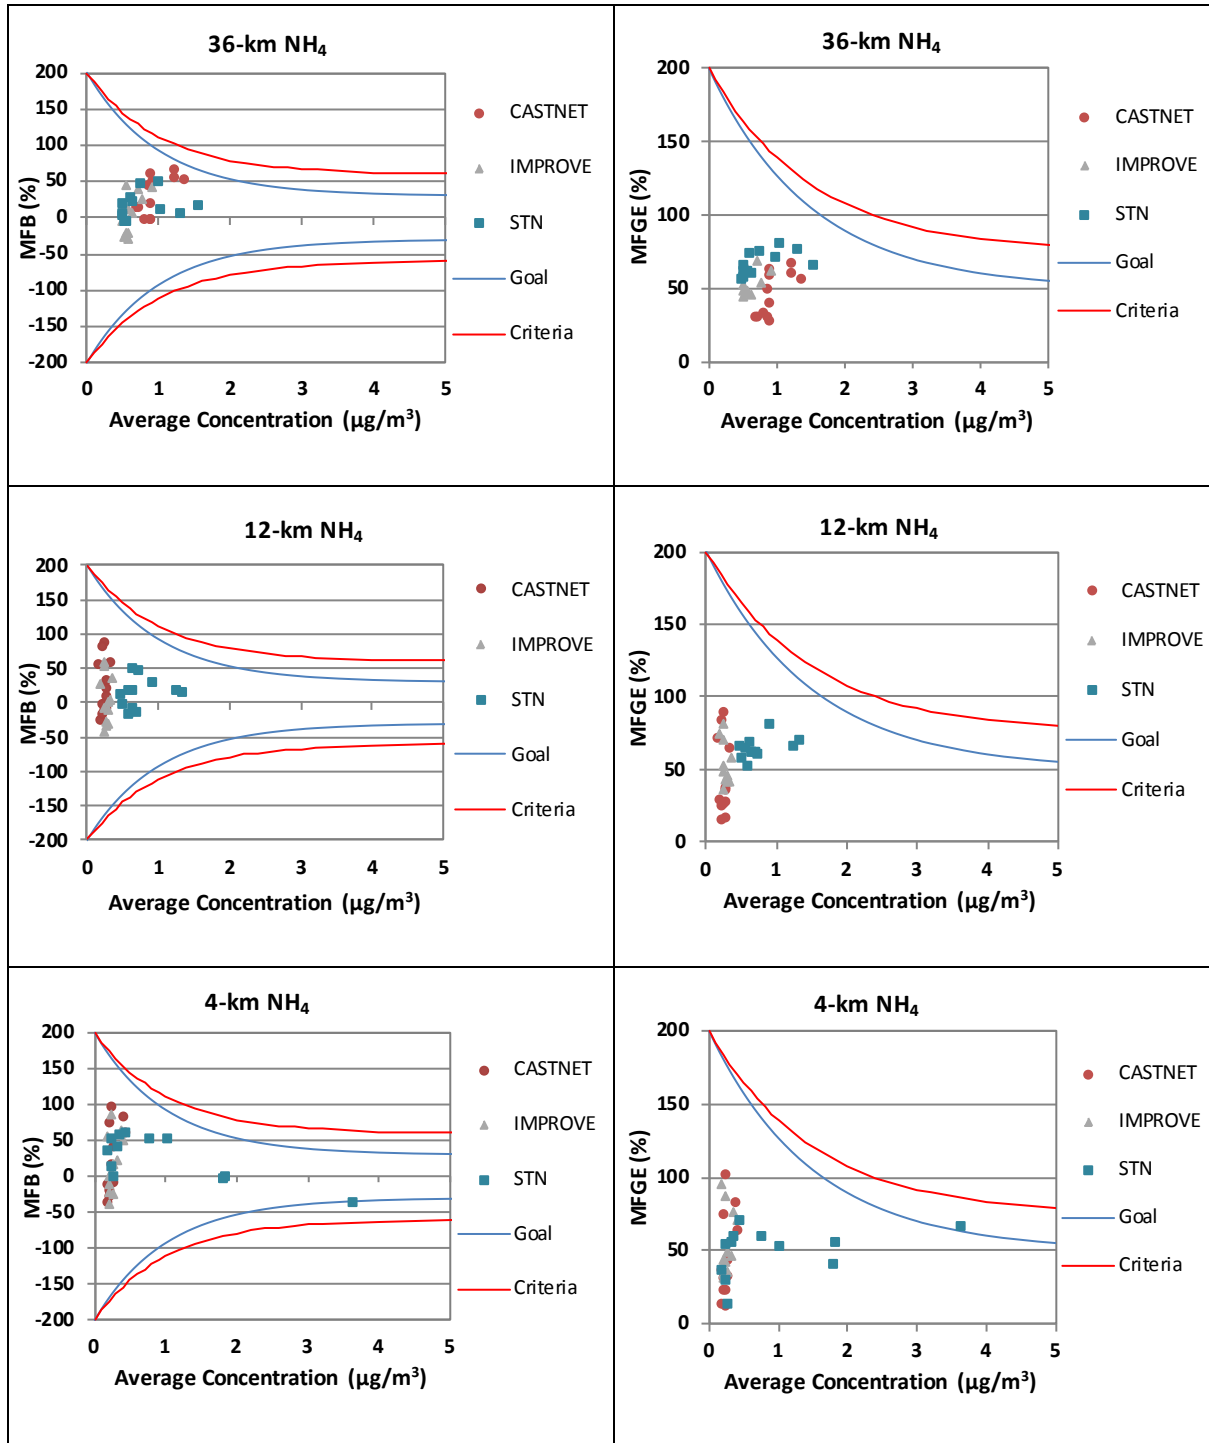 36-km NH₄
200
150
100
50
0
-50
-100
-150
-200
MFB (%)
0 1 2 3 4 5
Average Concentration (µg/m³)
CASTNET
IMPROVE
STN
Goal
Criteria
36-km NH₄
200
150
100
50
0
MFGE (%)
0 1 2 3 4 5
Average Concentration (µg/m³)
CASTNET
IMPROVE
STN
Goal
Criteria
12-km NH₄
200
150
100
50
0
-50
-100
-150
-200
MFB (%)
0 1 2 3 4 5
Average Concentration (µg/m³)
CASTNET
IMPROVE
STN
Goal
Criteria
12-km NH₄
200
150
100
50
0
MFGE (%)
0 1 2 3 4 5
Average Concentration (µg/m³)
CASTNET
IMPROVE
STN
Goal
Criteria
4-km NH₄
200
150
100
50
0
-50
-100
-150
-200
MFB (%)
0 1 2 3 4 5
Average Concentration (µg/m³)
CASTNET
IMPROVE
STN
Goal
Criteria
4-km NH₄
200
150
100
50
0
MFGE (%)
0 1 2 3 4 5
Average Concentration (µg/m³)
CASTNET
IMPROVE
STN
Goal
Criteria